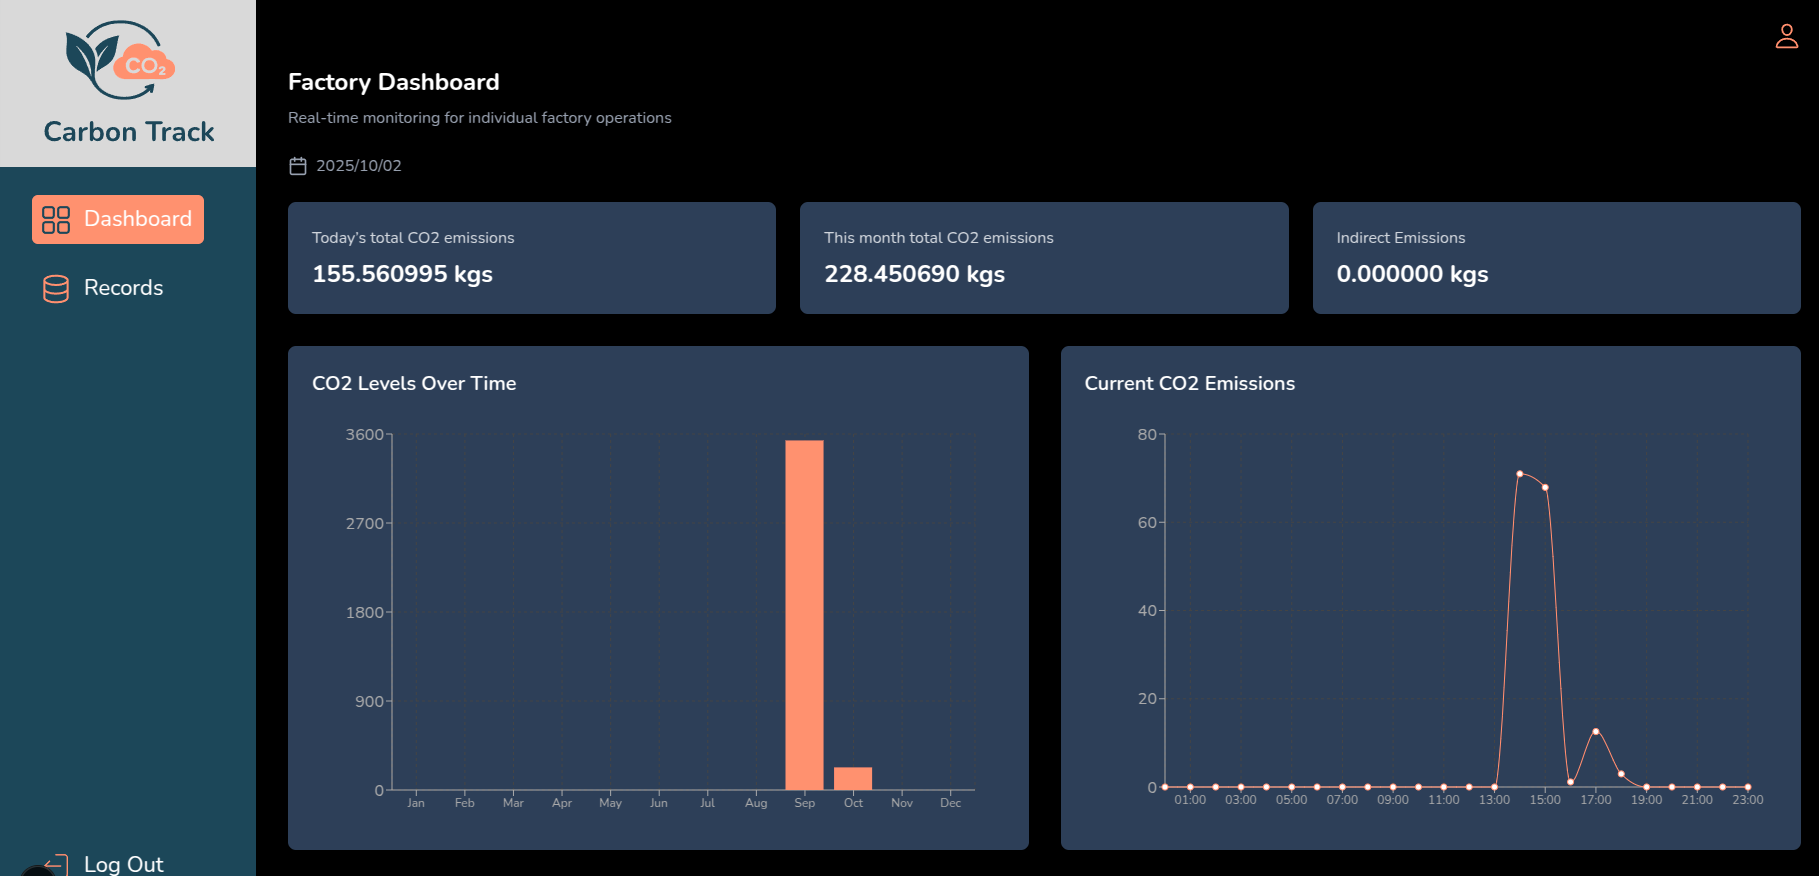 CO₂
Carbon Track
Dashboard
Records
Log Out
Factory Dashboard
Real-time monitoring for individual factory operations
2025/10/02
Today's total CO2 emissions
155.560995 kgs
This month total CO2 emissions
228.450690 kgs
Indirect Emissions
0.000000 kgs
CO2 Levels Over Time
3600
2700
1800
900
0
Jan Feb Mar Apr May Jun Jul Aug Sep Oct Nov Dec
Current CO2 Emissions
80
60
40
20
0
01:00 03:00 05:00 07:00 09:00 11:00 13:00 15:00 17:00 19:00 21:00 23:00